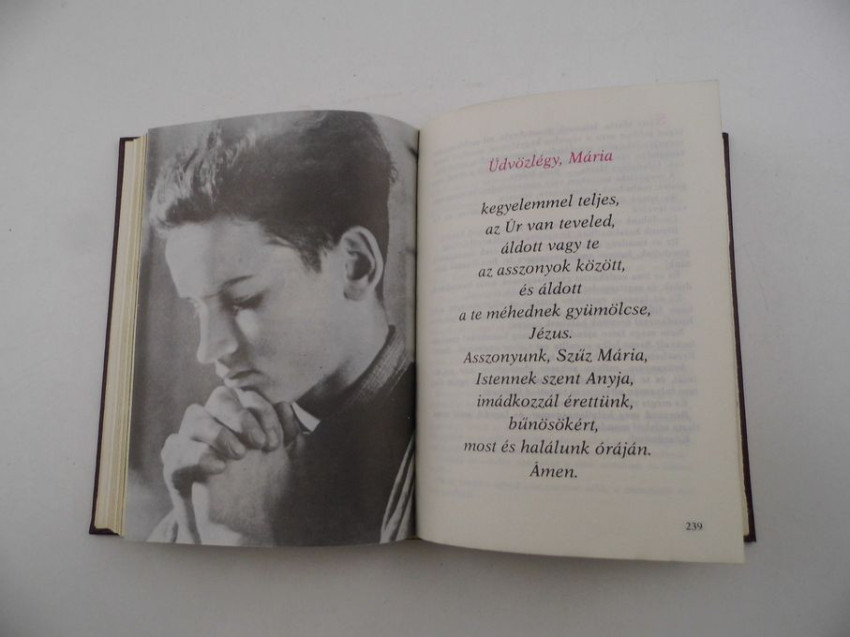 Üdvözlégy, Mária
kegyelemmel teljes,
az Úr van teveled,
áldott vagy te
az asszonyok között,
és áldott
a te méhednek gyümölcse,
Jézus.
Asszonyunk, Szűz Mária,
Istennek szent Anyja,
imádkozzál érettünk,
bűnösökért,
most és halálunk óráján.
Ámen.
239